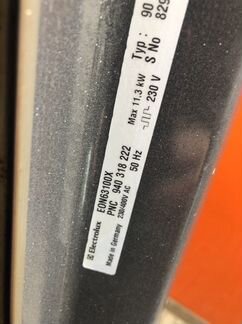 Electrolux
Made in Germany
EON63100X
PNC 940 318 222
230/400V AC 50 Hz
Max 11.3 kW
230 V
Typ : 90
S No 829